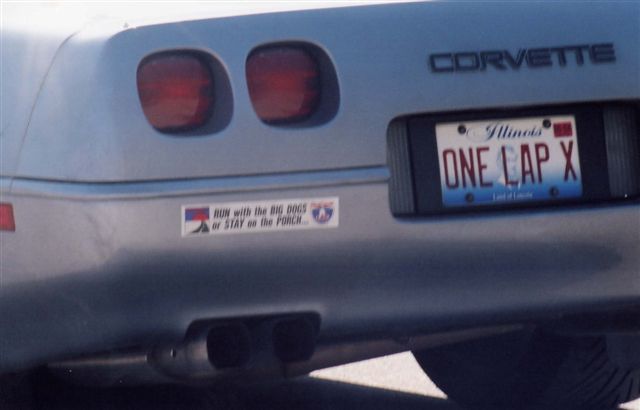 CORVETTE
Illinois
ONE LAP X
Land of Lincoln
RUN with the BIG DOGS
or STAY on the PORCH...